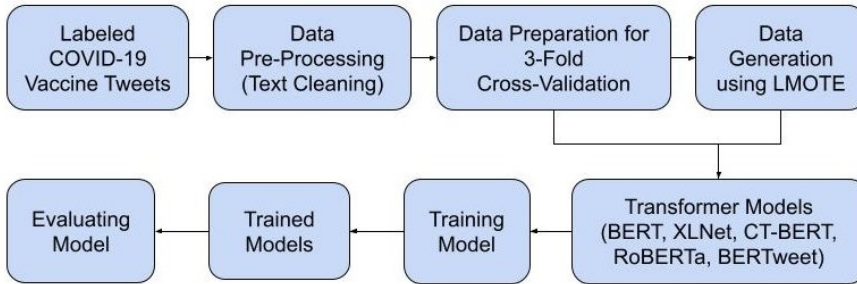 Labeled
COVID-19
Vaccine Tweets
Data
Pre-Processing
(Text Cleaning)
Data Preparation for
3-Fold
Cross-Validation
Data
Generation
using LMOTE
Transformer Models
(BERT, XLNet, CT-BERT,
RoBERTa, BERTweet)
Training
Model
Trained
Models
Evaluating
Model